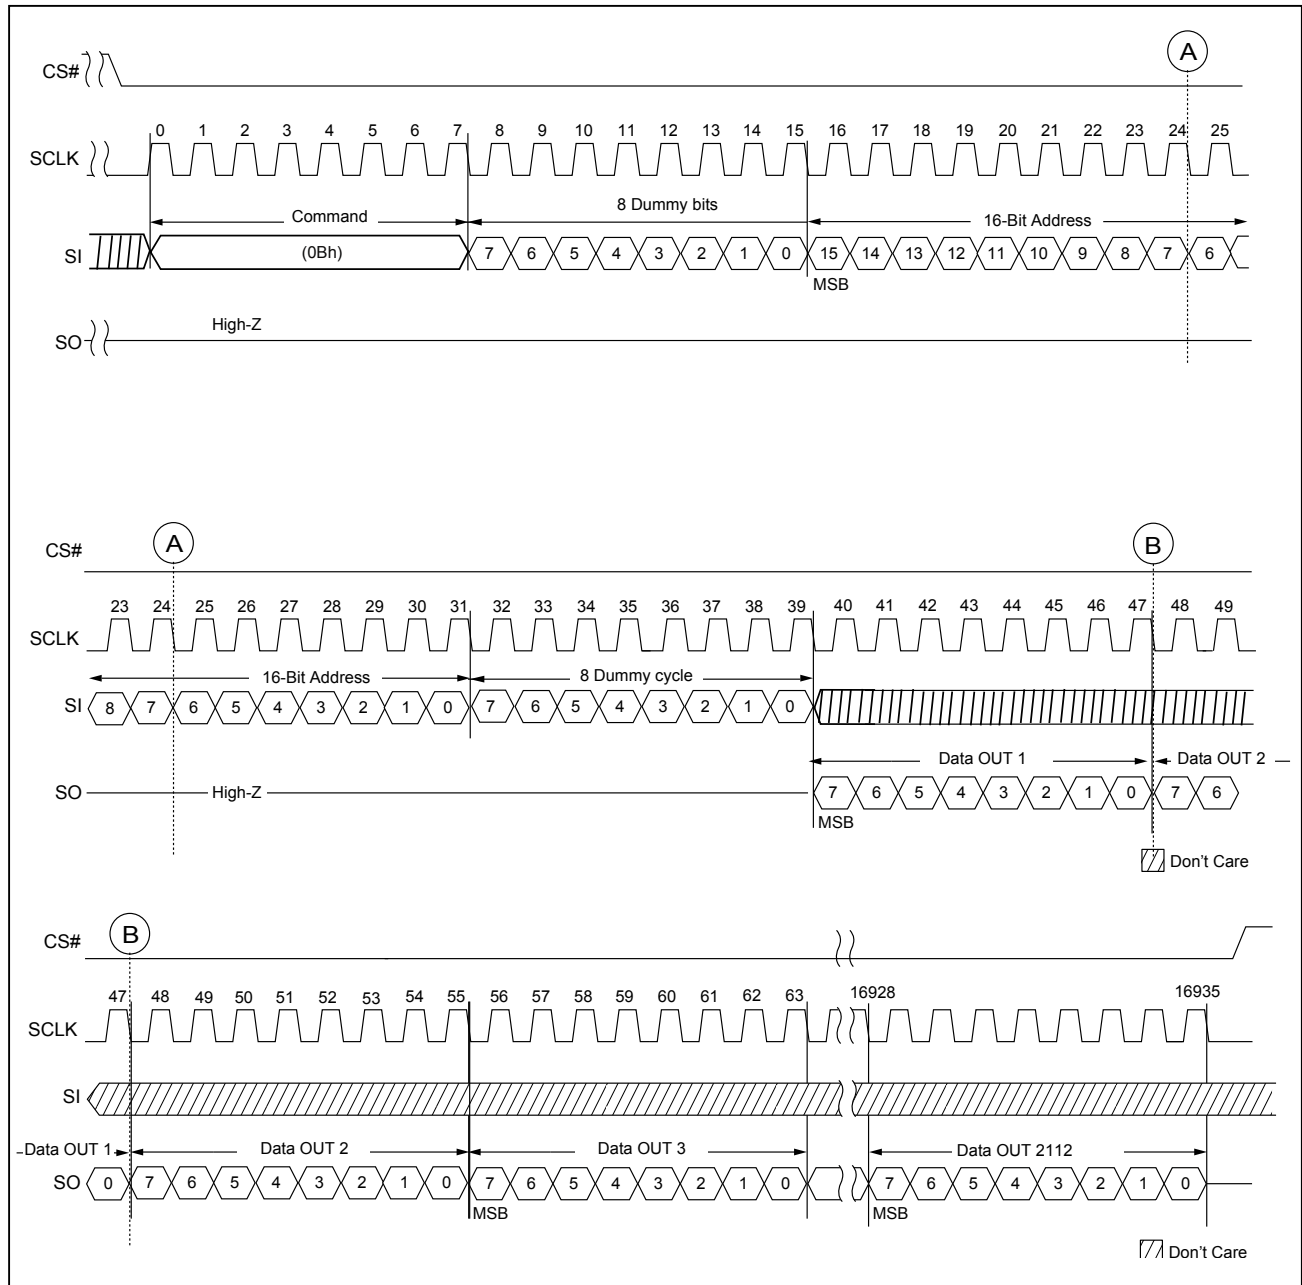 A
CS#
0 1 2 3 4 5 6 7 8 9 10 11 12 13 14 15 16 17 18 19 20 21 22 23 24 25
SCLK
Command 8 Dummy bits 16-Bit Address
SI (0Bh) 7 6 5 4 3 2 1 0 15 14 13 12 11 10 9 8 7 6
MSB
High-Z
SO
A B
CS#
23 24 25 26 27 28 29 30 31 32 33 34 35 36 37 38 39 40 41 42 43 44 45 46 47 48 49
SCLK
16-Bit Address 8 Dummy cycle
SI 8 7 6 5 4 3 2 1 0 7 6 5 4 3 2 1 0
Data OUT 1 Data OUT 2
SO High-Z 7 6 5 4 3 2 1 0 7 6
MSB
Don't Care
B
CS#
47 48 49 50 51 52 53 54 55 56 57 58 59 60 61 62 63 16928 16935
SCLK
SI
Data OUT 1 Data OUT 2 Data OUT 3 Data OUT 2112
SO 0 7 6 5 4 3 2 1 0 7 6 5 4 3 2 1 0 7 6 5 4 3 2 1 0
MSB MSB
Don't Care